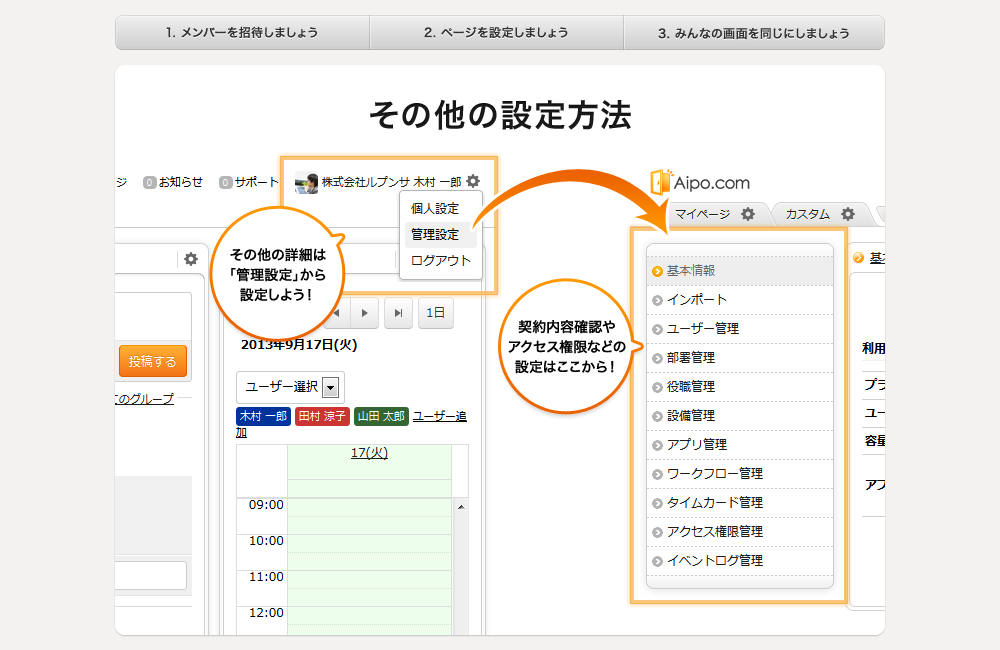 1. メンバーを招待しましょう
2. ページを設定しましょう
3. みんなの画面を同じにしましょう
その他の設定方法
ジ
0 お知らせ
0 サポート
株式会社ルプンサ 木村 一郎
個人設定
管理設定
ログアウト
その他の詳細は
「管理設定」から
設定しよう!
1日
2013年9月17日(火)
投稿する
このグループ
ユーザー選択
木村 一郎 田村 涼子 山田 太郎 ユーザー追
加
17(火)
09:00
10:00
11:00
12:00
Aipo.com
マイページ
カスタム
契約内容確認や
アクセス権限などの
設定はここから!
基本情報
インポート
ユーザー管理
部署管理
役職管理
設備管理
アプリ管理
ワークフロー管理
タイムカード管理
アクセス権限管理
イベントログ管理
基
利用
プラ
ユー
容量
アプ